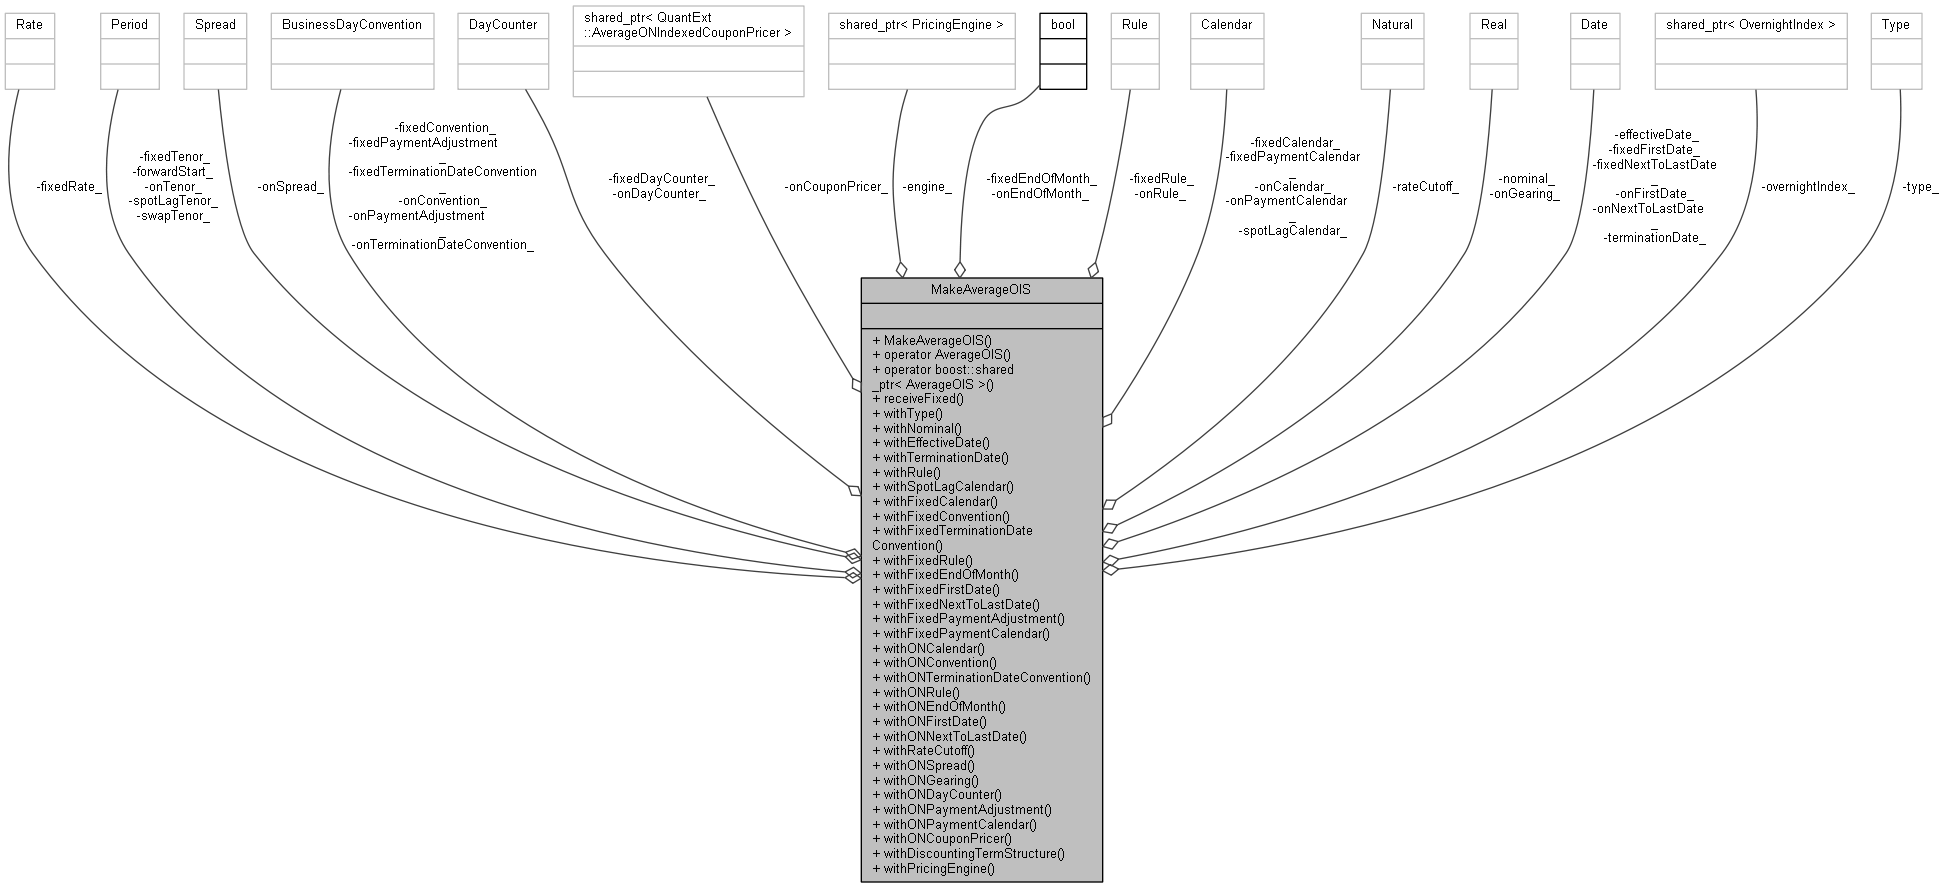 Rate
Period
Spread
BusinessDayConvention
DayCounter
shared_ptr< QuantExt
::AverageONIndexedCouponPricer >
shared_ptr< PricingEngine >
bool
Rule
Calendar
Natural
Real
Date
shared_ptr< OvernightIndex >
Type
-fixedRate_
-fixedTenor_
-forwardStart_
-onTenor_
-spotLagTenor_
-swapTenor_
-onSpread_
-fixedConvention_
-fixedPaymentAdjustment
_
-fixedTerminationDateConvention
_
-onConvention_
-onPaymentAdjustment
_
-onTerminationDateConvention_
-fixedDayCounter_
-onDayCounter_
-onCouponPricer_
-engine_
-fixedEndOfMonth_
-onEndOfMonth_
-fixedRule_
-onRule_
-fixedCalendar_
-fixedPaymentCalendar
_
-onCalendar_
-onPaymentCalendar
_
-spotLagCalendar_
-rateCutoff_
-nominal_
-onGearing_
-effectiveDate_
-fixedFirstDate_
-fixedNextToLastDate
_
-onFirstDate_
-onNextToLastDate
_
-terminationDate_
-overnightIndex_
-type_
MakeAverageOIS
+ MakeAverageOIS()
+ operator AverageOIS()
+ operator boost::shared
_ptr< AverageOIS >()
+ receiveFixed()
+ withType()
+ withNominal()
+ withEffectiveDate()
+ withTerminationDate()
+ withRule()
+ withSpotLagCalendar()
+ withFixedCalendar()
+ withFixedConvention()
+ withFixedTerminationDate
Convention()
+ withFixedRule()
+ withFixedEndOfMonth()
+ withFixedFirstDate()
+ withFixedNextToLastDate()
+ withFixedPaymentAdjustment()
+ withFixedPaymentCalendar()
+ withONCalendar()
+ withONConvention()
+ withONTerminationDateConvention()
+ withONRule()
+ withONEndOfMonth()
+ withONFirstDate()
+ withONNextToLastDate()
+ withRateCutoff()
+ withONSpread()
+ withONGearing()
+ withONDayCounter()
+ withONPaymentAdjustment()
+ withONPaymentCalendar()
+ withONCouponPricer()
+ withDiscountingTermStructure()
+ withPricingEngine()